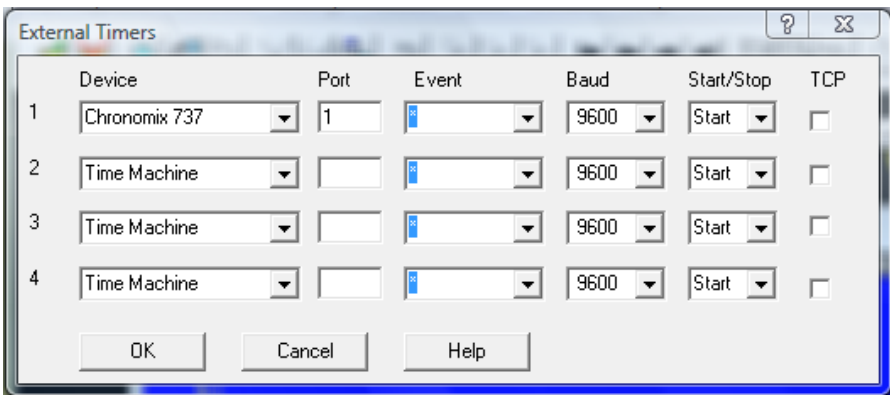 External Timers
Device Port Event Baud Start/Stop TCP
1 Chronomix 737 1 * 9600 Start
2 Time Machine * 9600 Start
3 Time Machine * 9600 Start
4 Time Machine * 9600 Start
OK Cancel Help